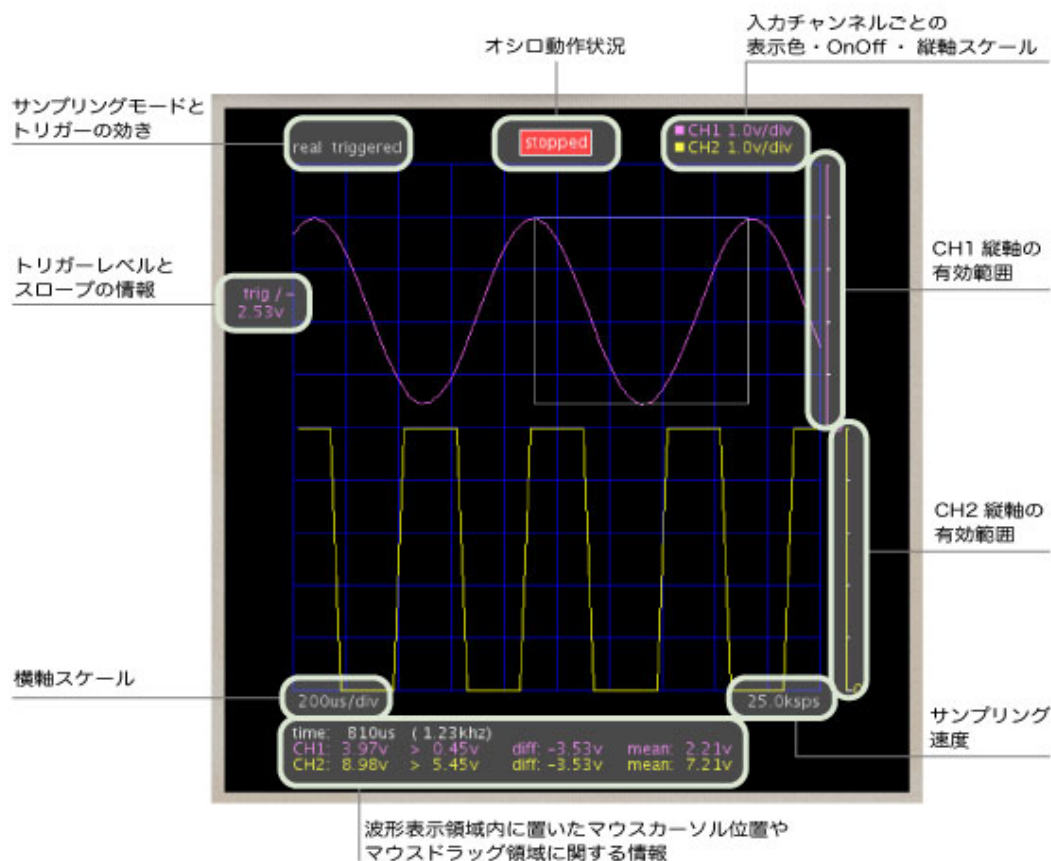 オシロ動作状況
入力チャンネルごとの
表示色・OnOff ・ 縦軸スケール
サンプリングモードと
トリガーの効き
real triggered
stopped
CH1 1.0v/div
CH2 1.0v/div
トリガーレベルと
スロープの情報
trig / -
2.53v
CH1 縦軸の
有効範囲
CH2 縦軸の
有効範囲
横軸スケール
200us/div
25.0ksps
サンプリング
速度
time: 810us ( 1.23khz)
CH1: 3.97v > 0.45v diff: -3.53v mean: 2.21v
CH2: 8.98v > 5.45v diff: -3.53v mean: 7.21v
波形表示領域内に置いたマウスカーソル位置や
マウスドラッグ領域に関する情報